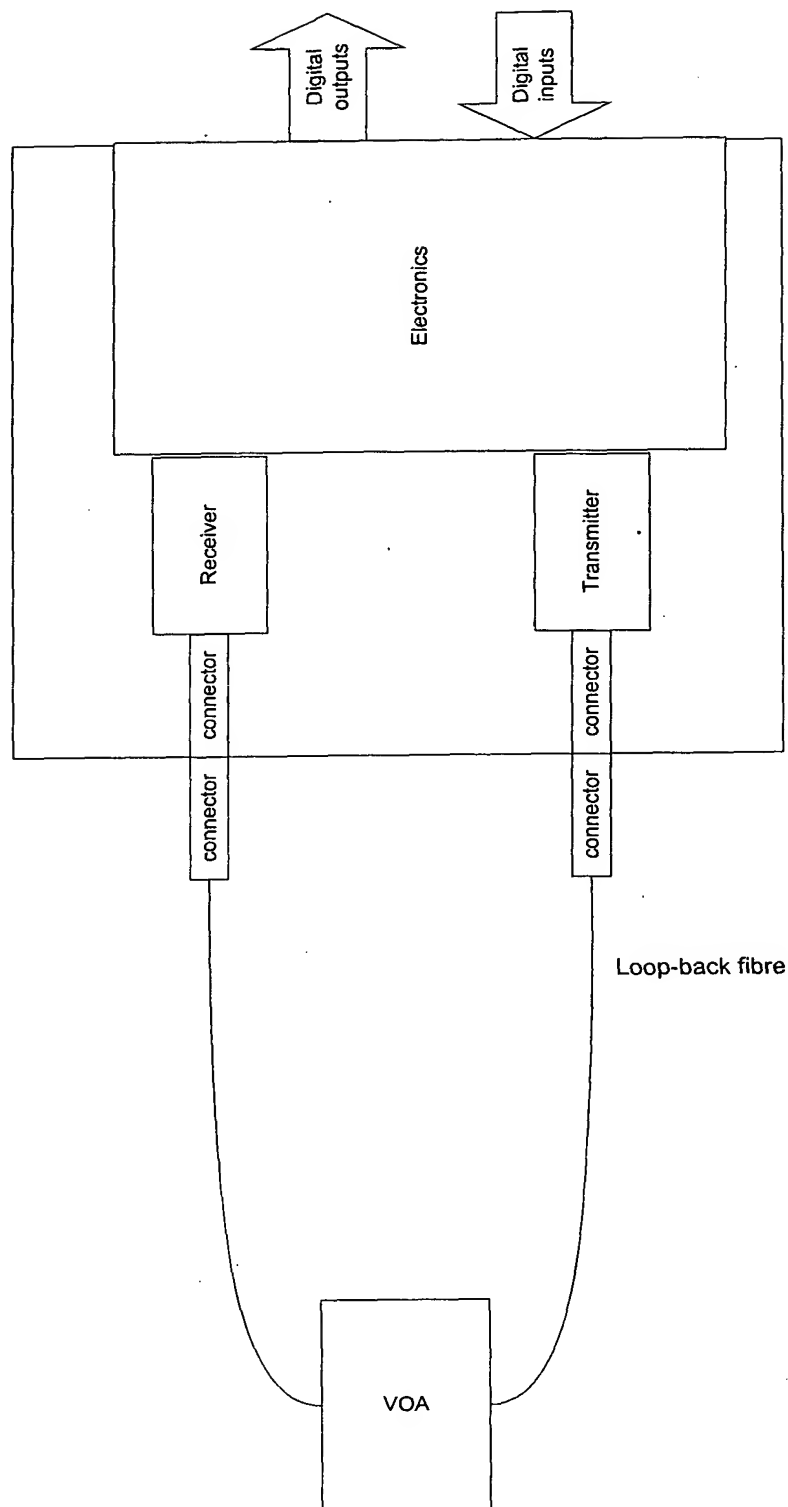 Digital
outputs
Digital
inputs
Electronics
Receiver
Transmitter
connector
connector
connector
connector
Loop-back fibre
VOA